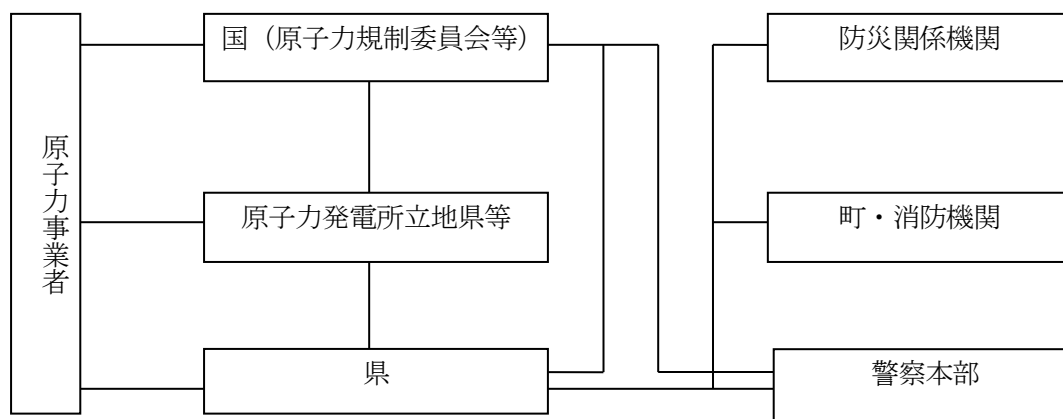 原子力事業者
国（原子力規制委員会等）
原子力発電所立地県等
県
防災関係機関
町・消防機関
警察本部